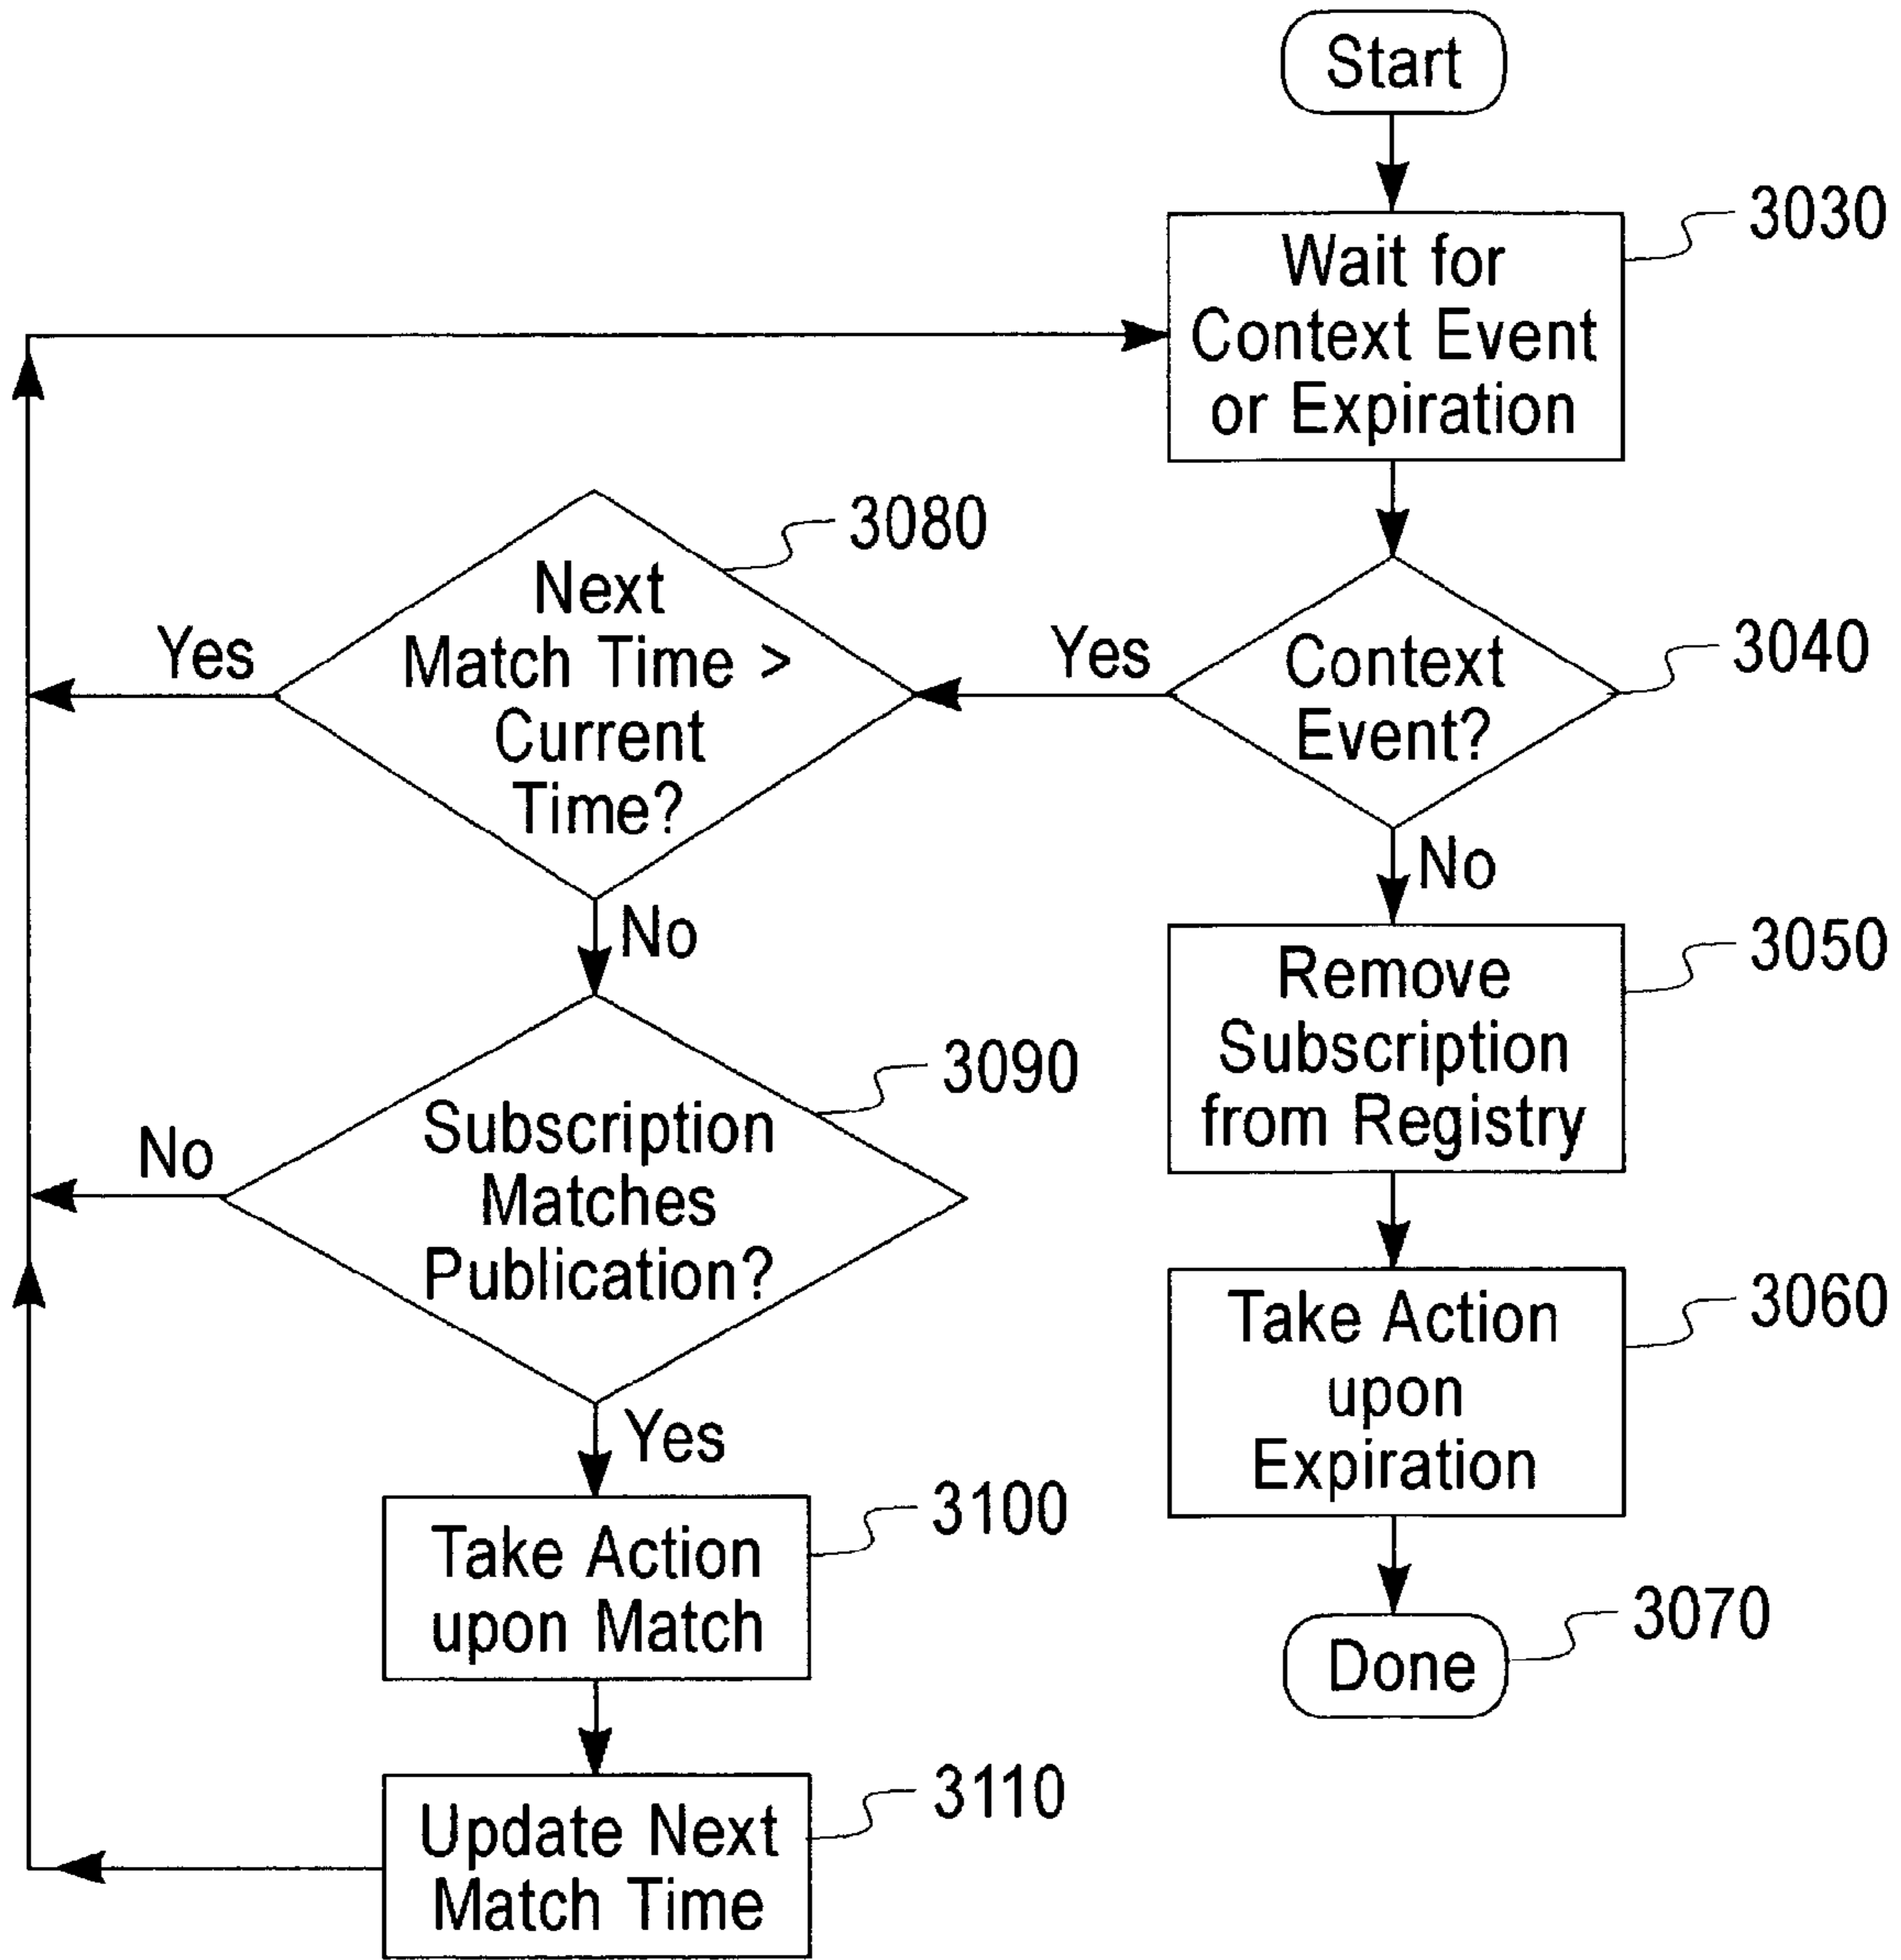 Start
3030
Wait for
Context Event
or Expiration
3080
Next
Match Time >
Current
Time?
Yes
Yes
3040
Context
Event?
No
No
3050
Remove
Subscription
from Registry
3090
Subscription
Matches
Publication?
No
Yes
3060
Take Action
upon
Expiration
3100
Take Action
upon Match
3070
Done
3110
Update Next
Match Time